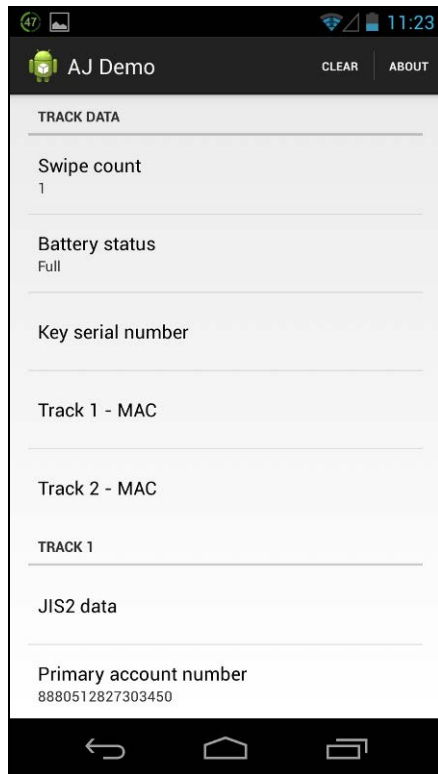 47
11:23
AJ Demo
CLEAR
ABOUT
TRACK DATA
Swipe count
1
Battery status
Full
Key serial number
Track 1 - MAC
Track 2 - MAC
TRACK 1
JIS2 data
Primary account number
8880512827303450